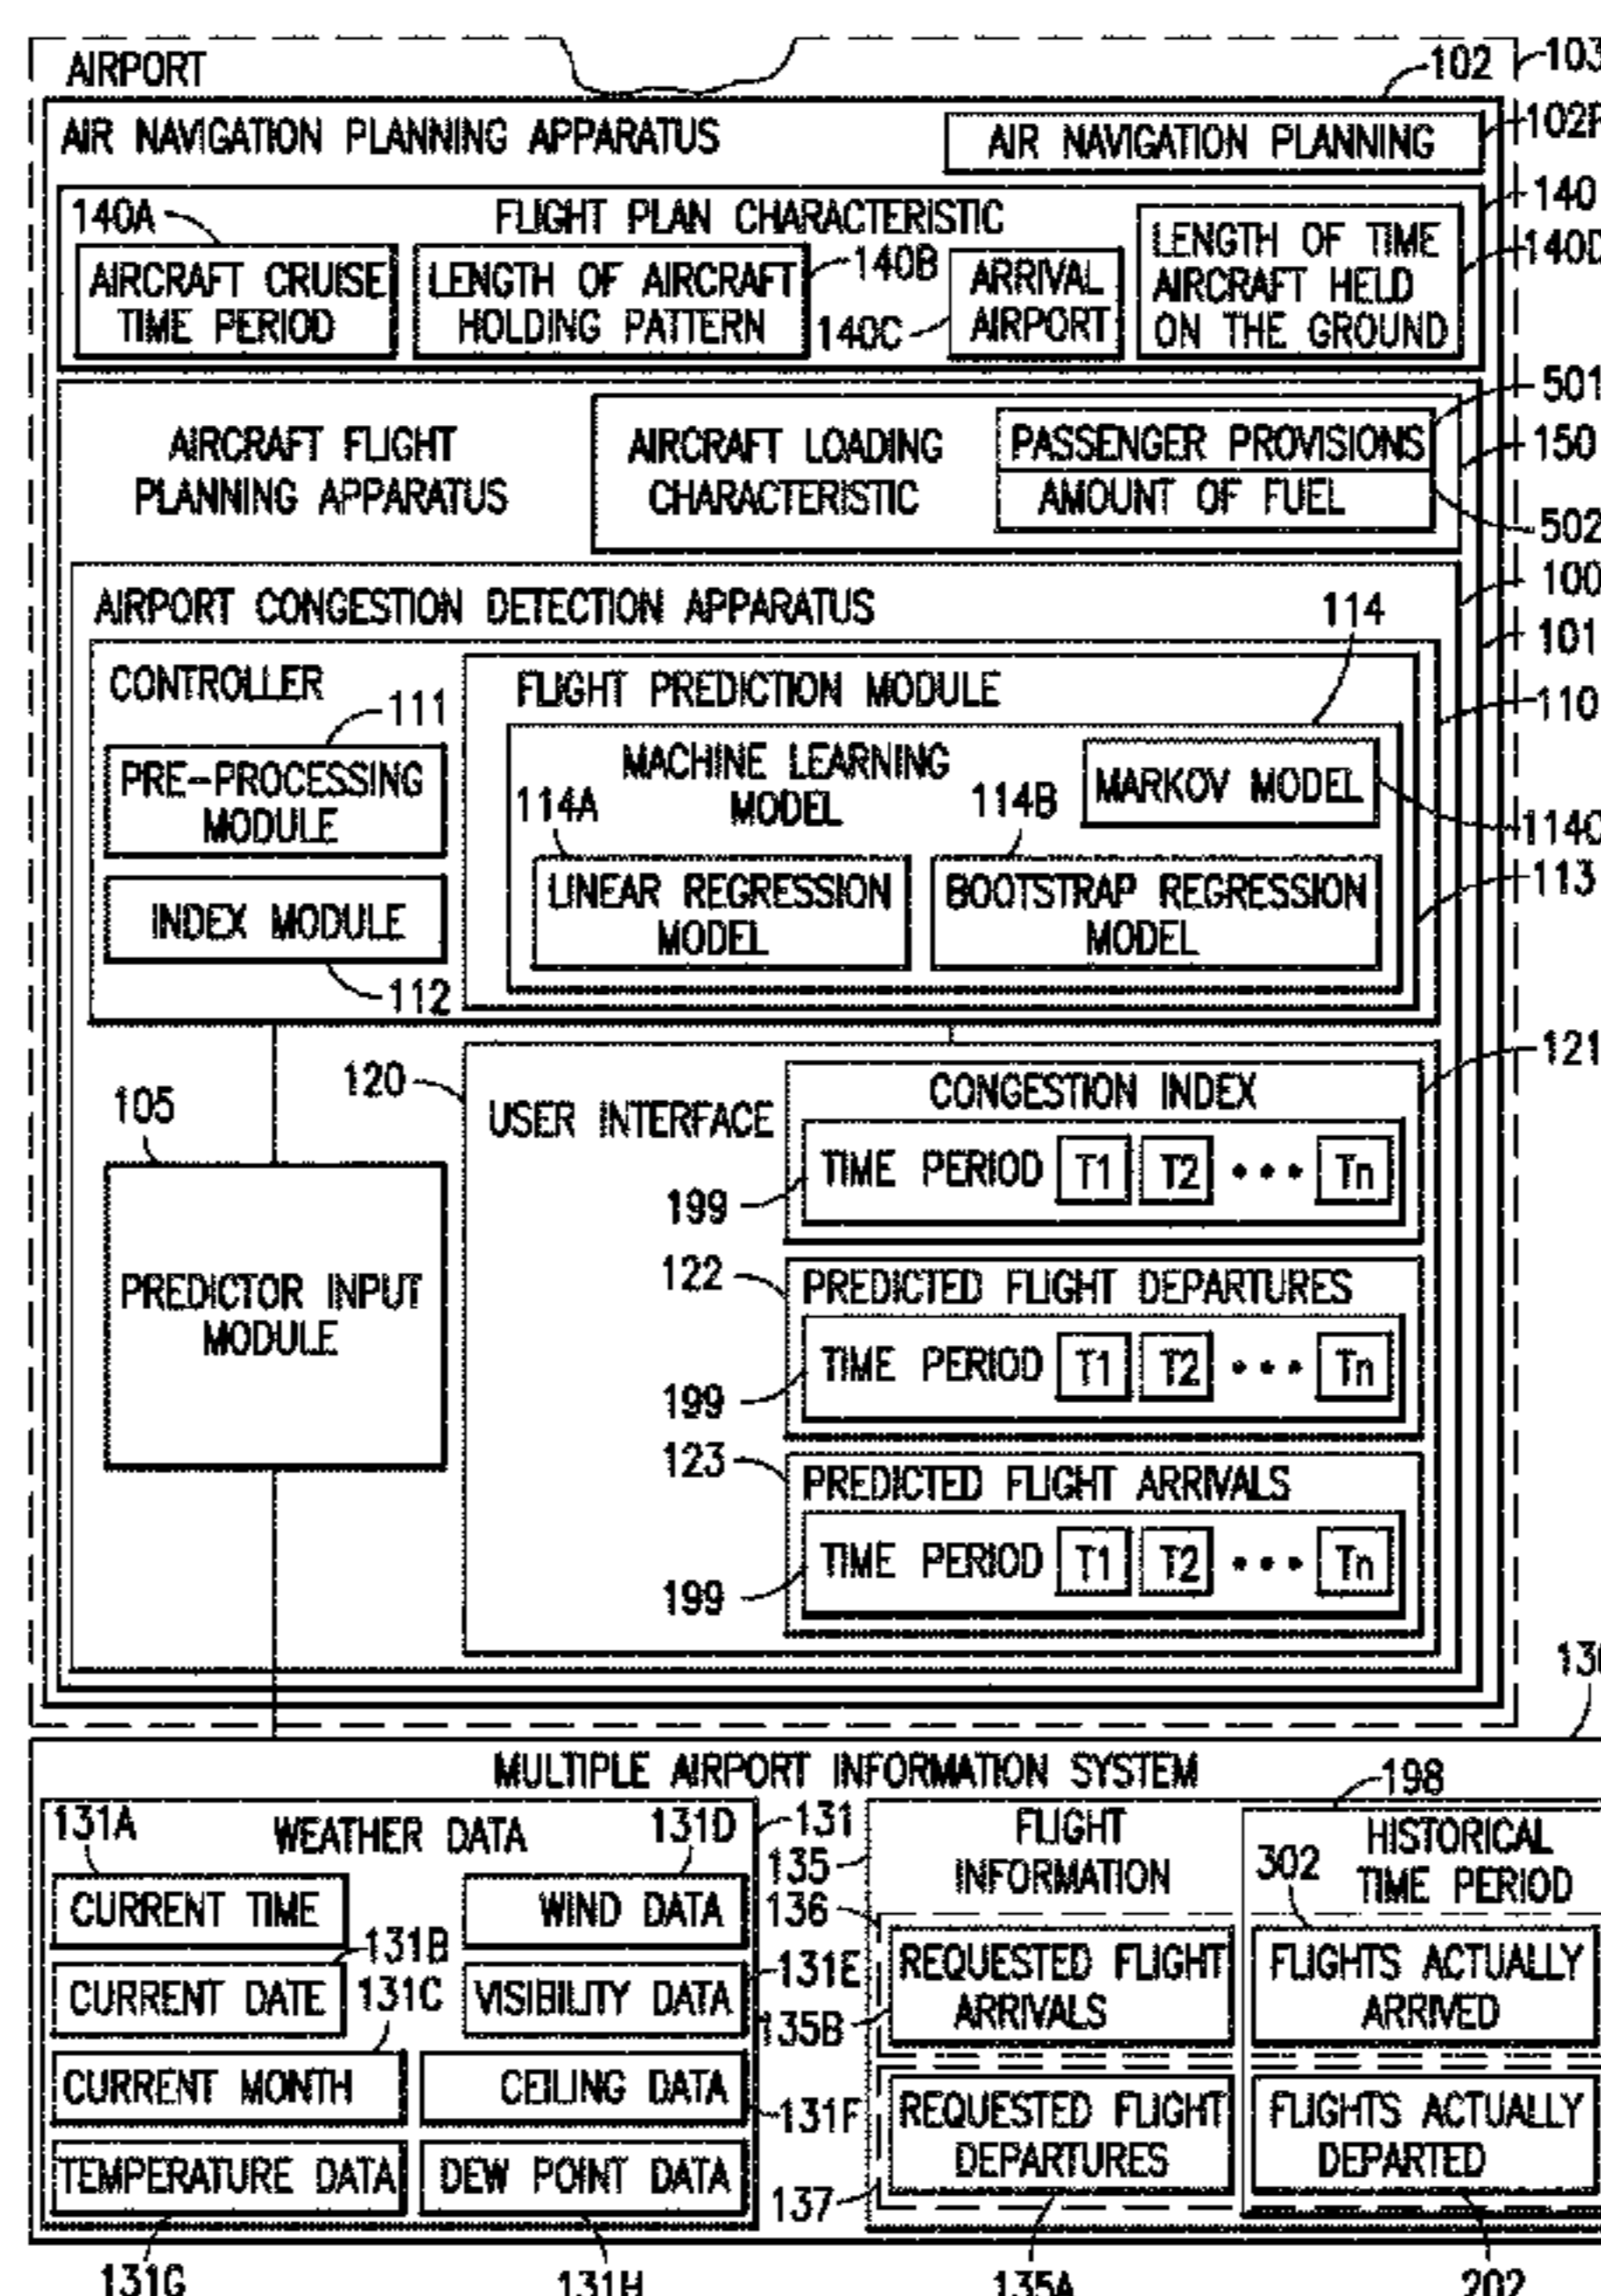 AIRPORT
102
103
AIR NAVIGATION PLANNING APPARATUS
AIR NAVIGATION PLANNING
140A
FLIGHT PLAN CHARACTERISTIC
140
AIRCRAFT CRUISE
TIME PERIOD
LENGTH OF AIRCRAFT
HOLDING PATTERN
140B
140C
ARRIVAL
AIRPORT
LENGTH OF TIME
AIRCRAFT HELD
ON THE GROUND
140D
501
AIRCRAFT FLIGHT
PLANNING APPARATUS
AIRCRAFT LOADING
CHARACTERISTIC
PASSENGER PROVISIONS
AMOUNT OF FUEL
150
502
100
AIRPORT CONGESTION DETECTION APPARATUS
114
101
CONTROLLER
111
FLIGHT PREDICTION MODULE
110
PRE-PROCESSING
MODULE
MACHINE LEARNING
MODEL
MARKOV MODEL
114A
114B
114C
113
INDEX MODULE
LINEAR REGRESSION
MODEL
BOOTSTRAP REGRESSION
MODEL
112
121
120
105
USER INTERFACE
CONGESTION INDEX
TIME PERIOD T1 T2 ••• Tn
199
PREDICTOR INPUT
MODULE
122
PREDICTED FLIGHT DEPARTURES
TIME PERIOD T1 T2 ••• Tn
199
123
PREDICTED FLIGHT ARRIVALS
TIME PERIOD T1 T2 ••• Tn
199
MULTIPLE AIRPORT INFORMATION SYSTEM
198
131A
WEATHER DATA
131D
131
CURRENT TIME
WIND DATA
131B
CURRENT DATE
131C
VISIBILITY DATA
131E
CURRENT MONTH
CEILING DATA
131F
TEMPERATURE DATA
DEW POINT DATA
131G
131H
135
FLIGHT
INFORMATION
302
HISTORICAL
TIME PERIOD
136
REQUESTED FLIGHT
ARRIVALS
FLIGHTS ACTUALLY
ARRIVED
135B
REQUESTED FLIGHT
DEPARTURES
FLIGHTS ACTUALLY
DEPARTED
137
135A
202